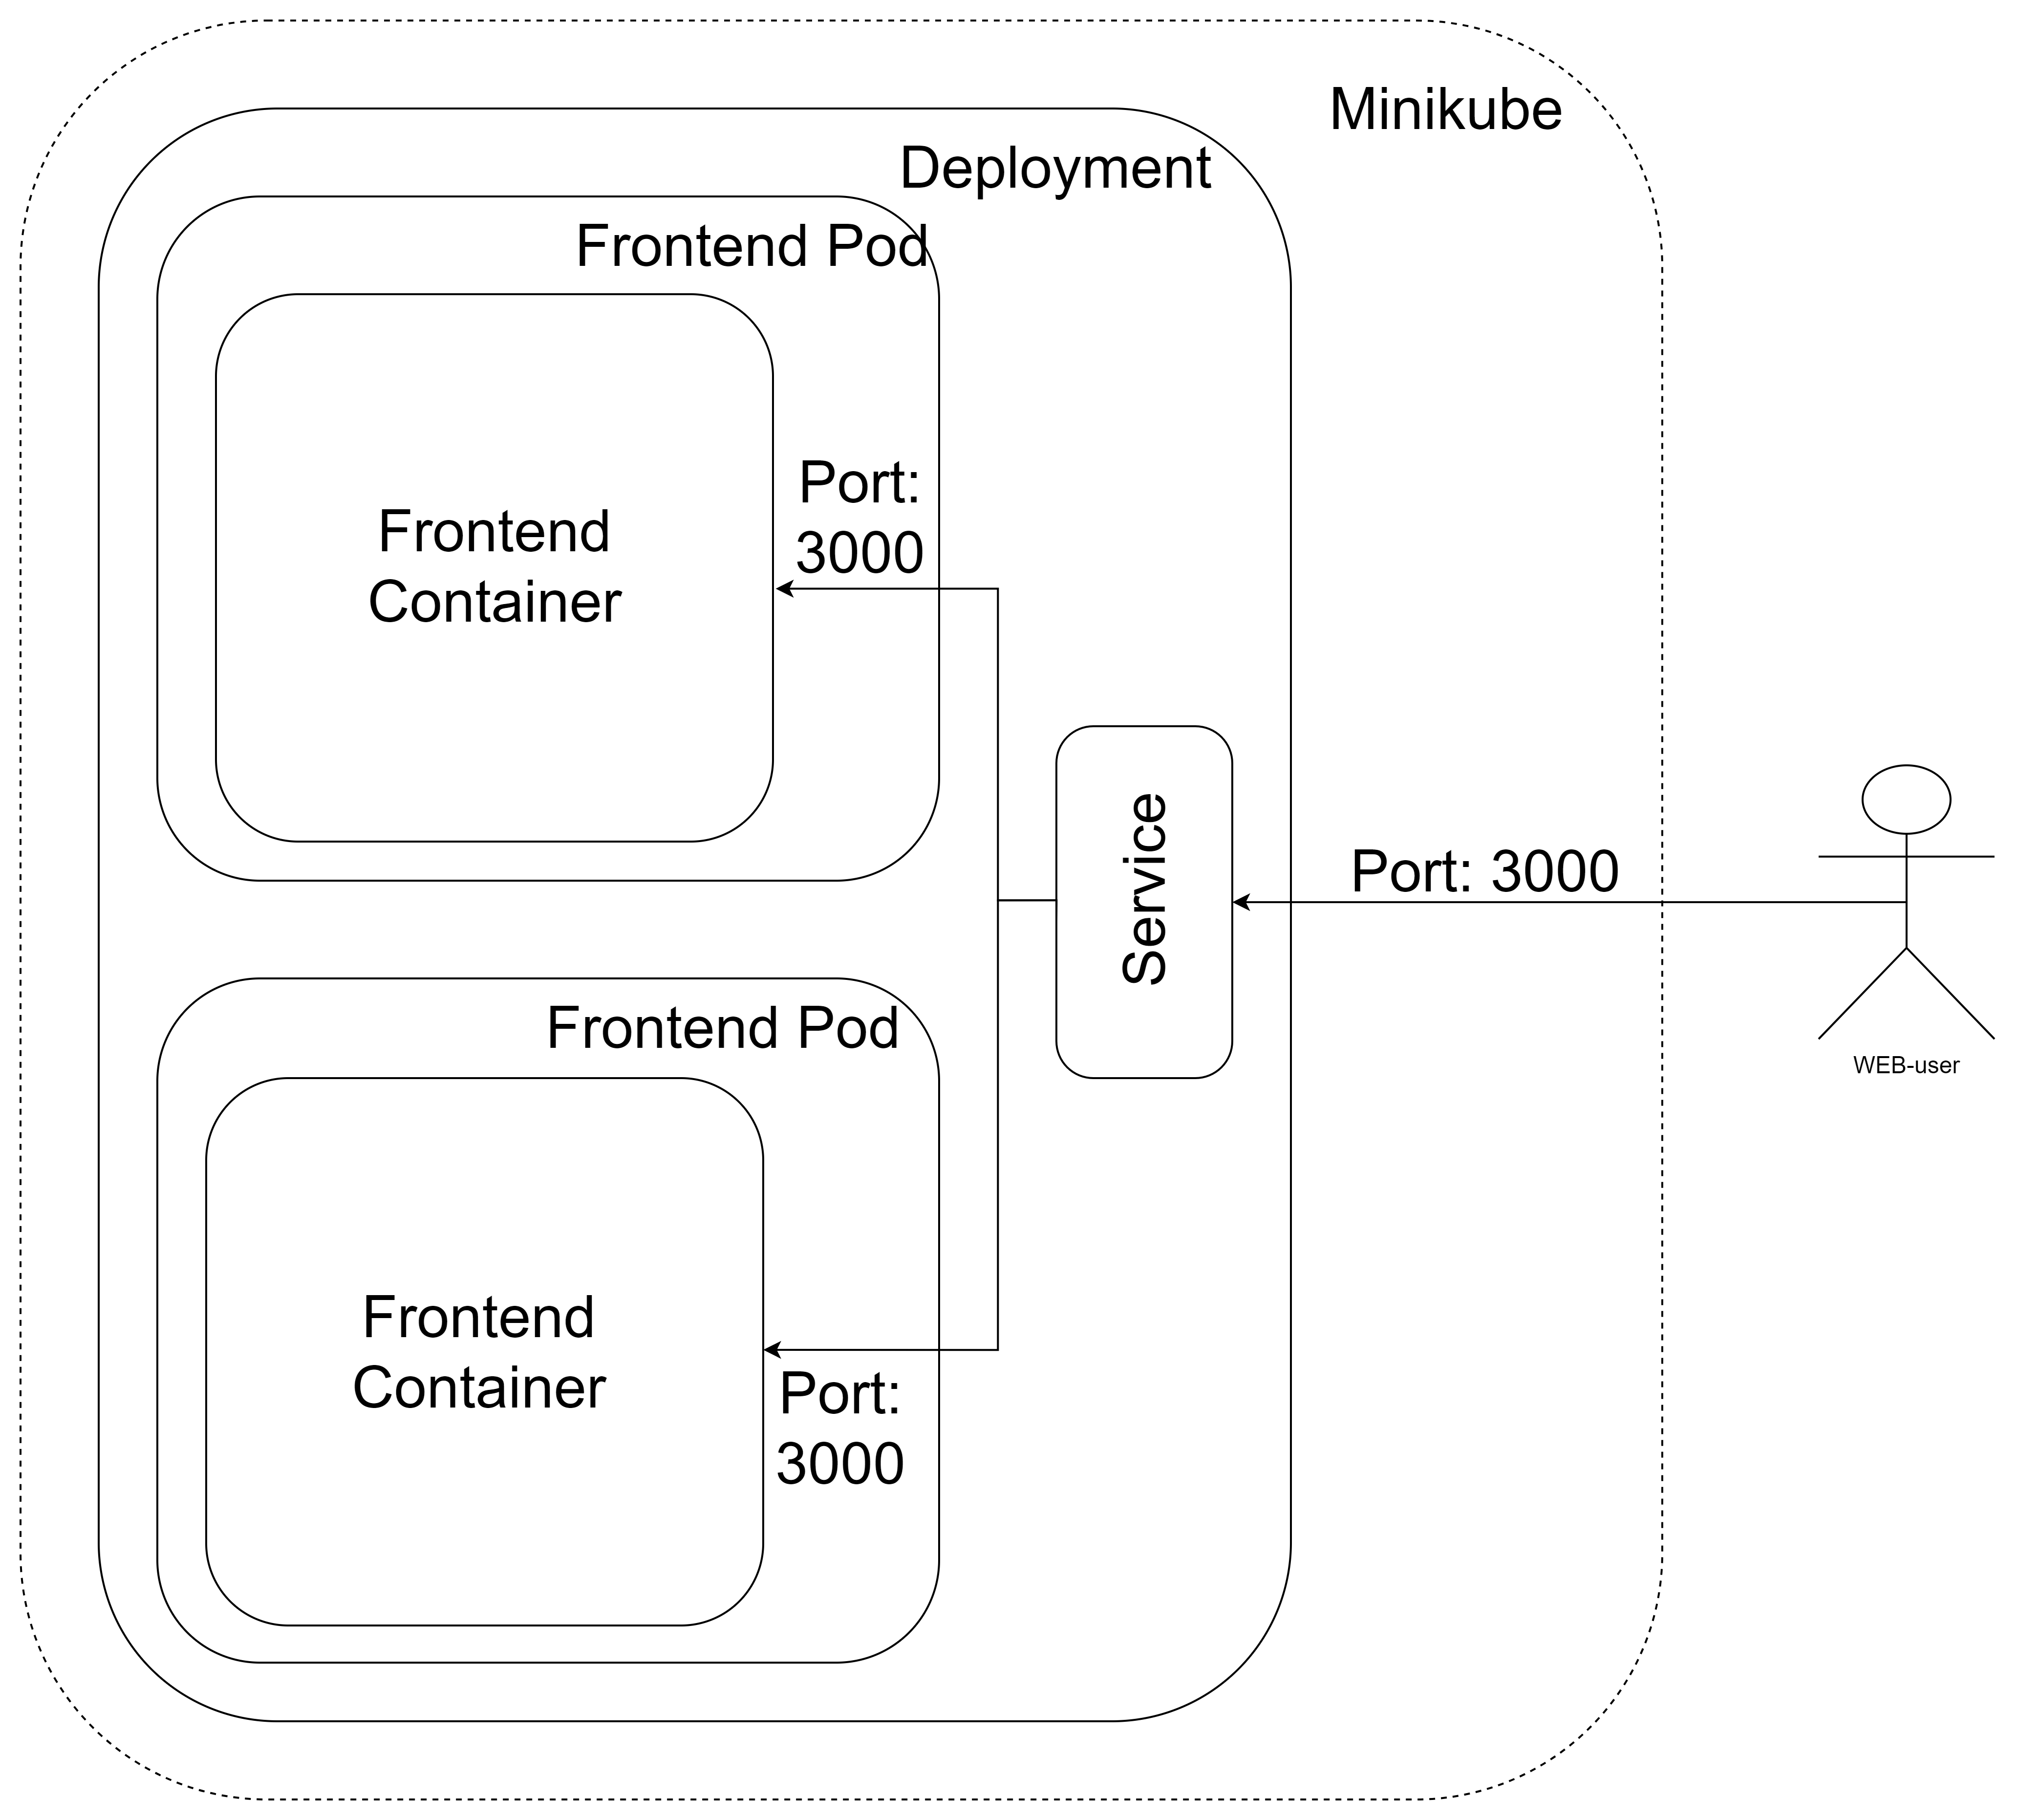 Minikube
Deployment
Frontend Pod
Frontend
Container
Port:
3000
Service
Port: 3000
WEB-user
Frontend Pod
Frontend
Container
Port:
3000